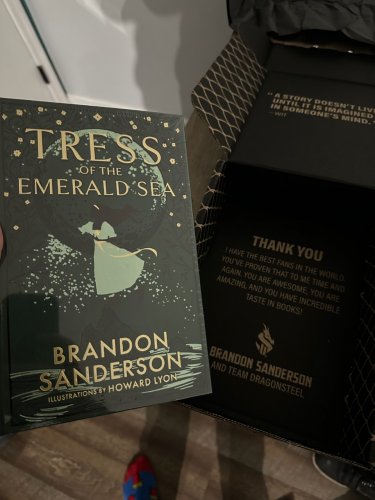 TRESS
OF THE
EMERALD SEA
BRANDON
SANDERSON
ILLUSTRATIONS BY HOWARD LYON
"A STORY DOESN'T LIVE
UNTIL IT IS IMAGINED
IN SOMEONE'S MIND."
—WIT
THANK YOU
I HAVE THE BEST FANS IN THE WORLD.
YOU'VE PROVEN THAT TO ME TIME AND
AGAIN. YOU ARE AWESOME, YOU ARE
AMAZING, AND YOU HAVE INCREDIBLE
TASTE IN BOOKS!
BRANDON SANDERSON
AND TEAM DRAGONSTEEL